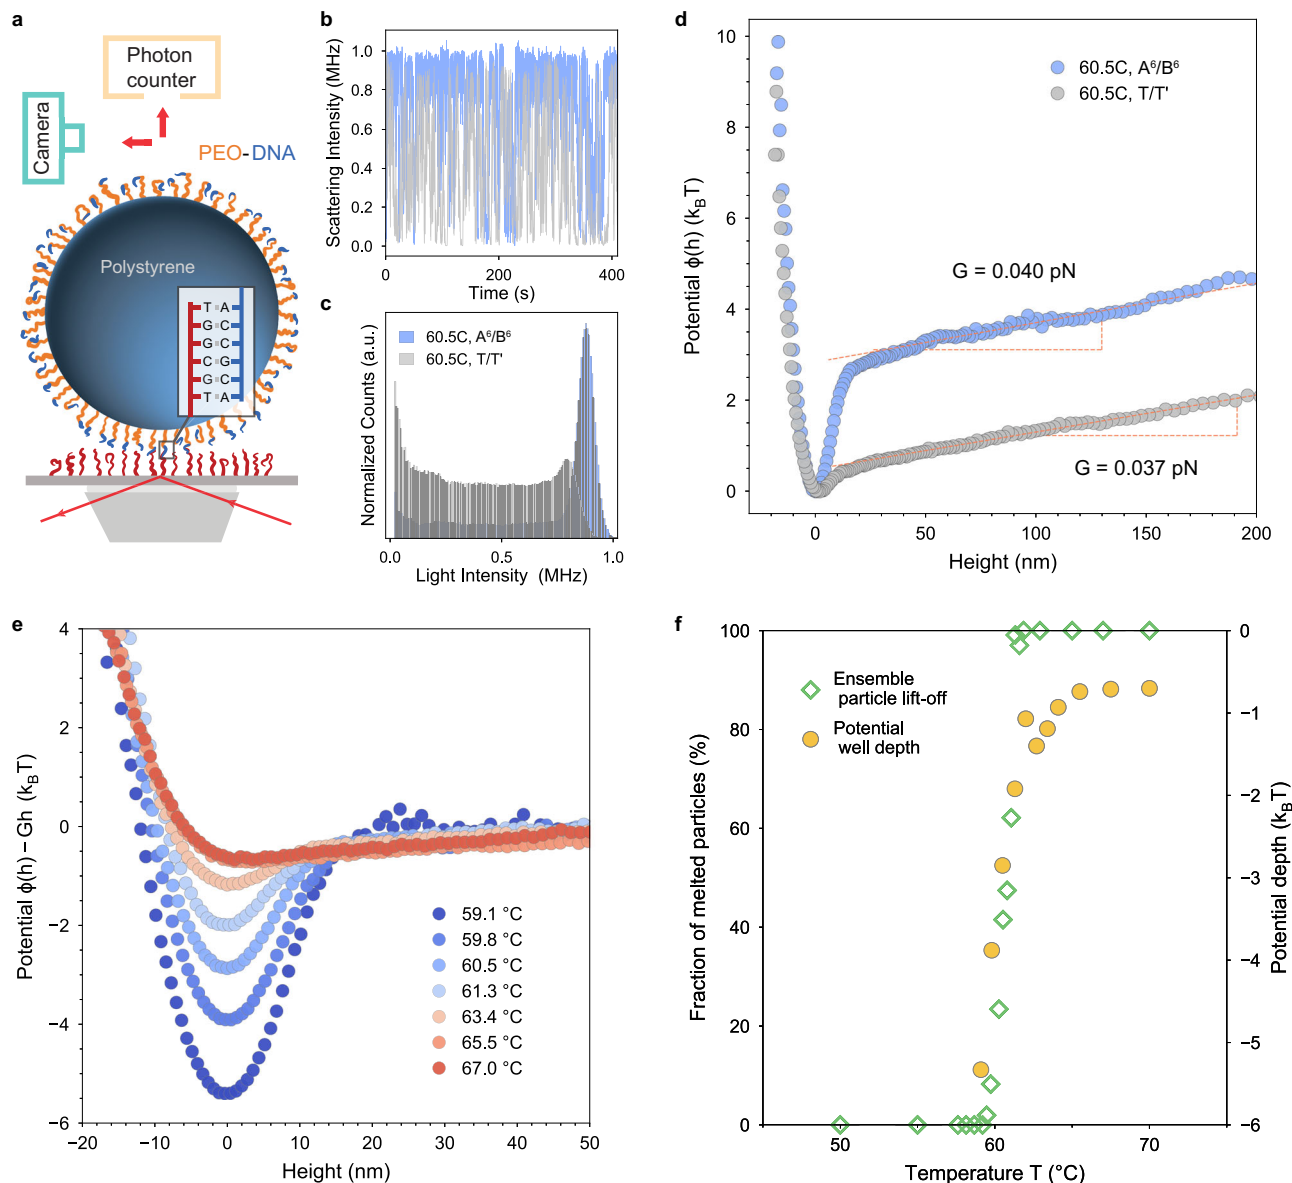 a
Photon
counter
Camera
PEO-DNA
Polystyrene
T A
G C
G C
C G
G C
T A
b
Scattering Intensity (MHz)
1.0
0.8
0.6
0.4
0.2
0.0
0 200 400
Time (s)
c
Normalized Counts (a.u.)
60.5C, A⁶/B⁶
60.5C, T/T'
0.0 0.5 1.0
Light Intensity (MHz)
d
Potential ϕ(h) (k_B T)
10
8
6
4
2
0
60.5C, A⁶/B⁶
60.5C, T/T'
G = 0.040 pN
G = 0.037 pN
0 50 100 150 200
Height (nm)
e
Potential ϕ(h) – Gh (k_B T)
4
2
0
−2
−4
−6
59.1 °C
59.8 °C
60.5 °C
61.3 °C
63.4 °C
65.5 °C
67.0 °C
−20 −10 0 10 20 30 40 50
Height (nm)
f
Fraction of melted particles (%)
100
80
60
40
20
0
Ensemble
particle lift-off
Potential
well depth
0
−1
−2
−3
−4
−5
−6
Potential depth (k_B T)
50 60 70
Temperature T (°C)